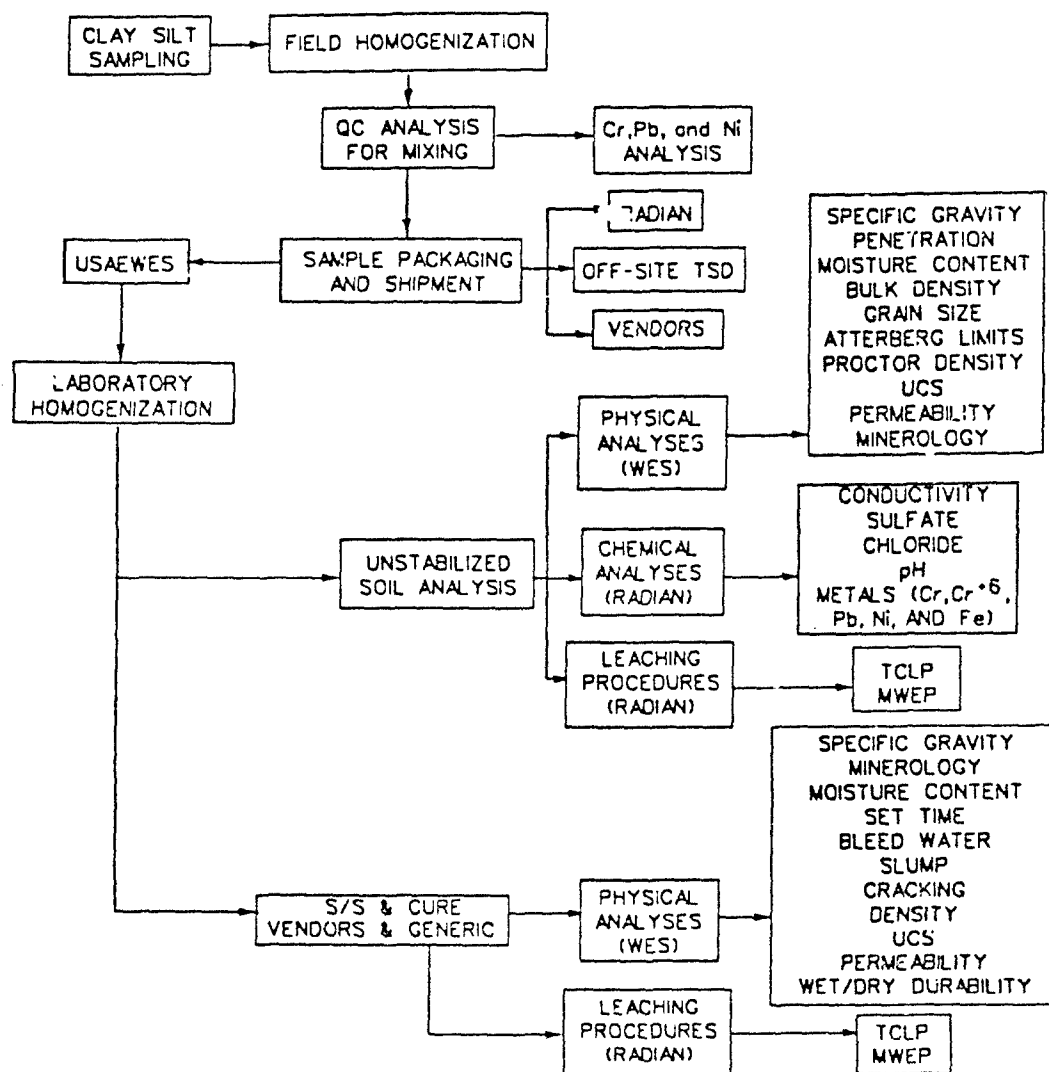 CLAY SILT
SAMPLING
FIELD HOMOGENIZATION
QC ANALYSIS
FOR MIXING
Cr,Pb, and Ni
ANALYSIS
USAEWES
SAMPLE PACKAGING
AND SHIPMENT
RADIAN
OFF-SITE TSD
VENDORS
LABORATORY
HOMOGENIZATION
UNSTABILIZED
SOIL ANALYSIS
PHYSICAL
ANALYSES
(WES)
SPECIFIC GRAVITY
PENETRATION
MOISTURE CONTENT
BULK DENSITY
GRAIN SIZE
ATTERBERG LIMITS
PROCTOR DENSITY
UCS
PERMEABILITY
MINEROLOGY
CHEMICAL
ANALYSES
(RADIAN)
CONDUCTIVITY
SULFATE
CHLORIDE
pH
METALS (Cr,Cr+6,
Pb, Ni, AND Fe)
LEACHING
PROCEDURES
(RADIAN)
TCLP
MWEP
S/S & CURE
VENDORS & GENERIC
PHYSICAL
ANALYSES
(WES)
SPECIFIC GRAVITY
MINEROLOGY
MOISTURE CONTENT
SET TIME
BLEED WATER
SLUMP
CRACKING
DENSITY
UCS
PERMEABILITY
WET/DRY DURABILITY
LEACHING
PROCEDURES
(RADIAN)
TCLP
MWEP